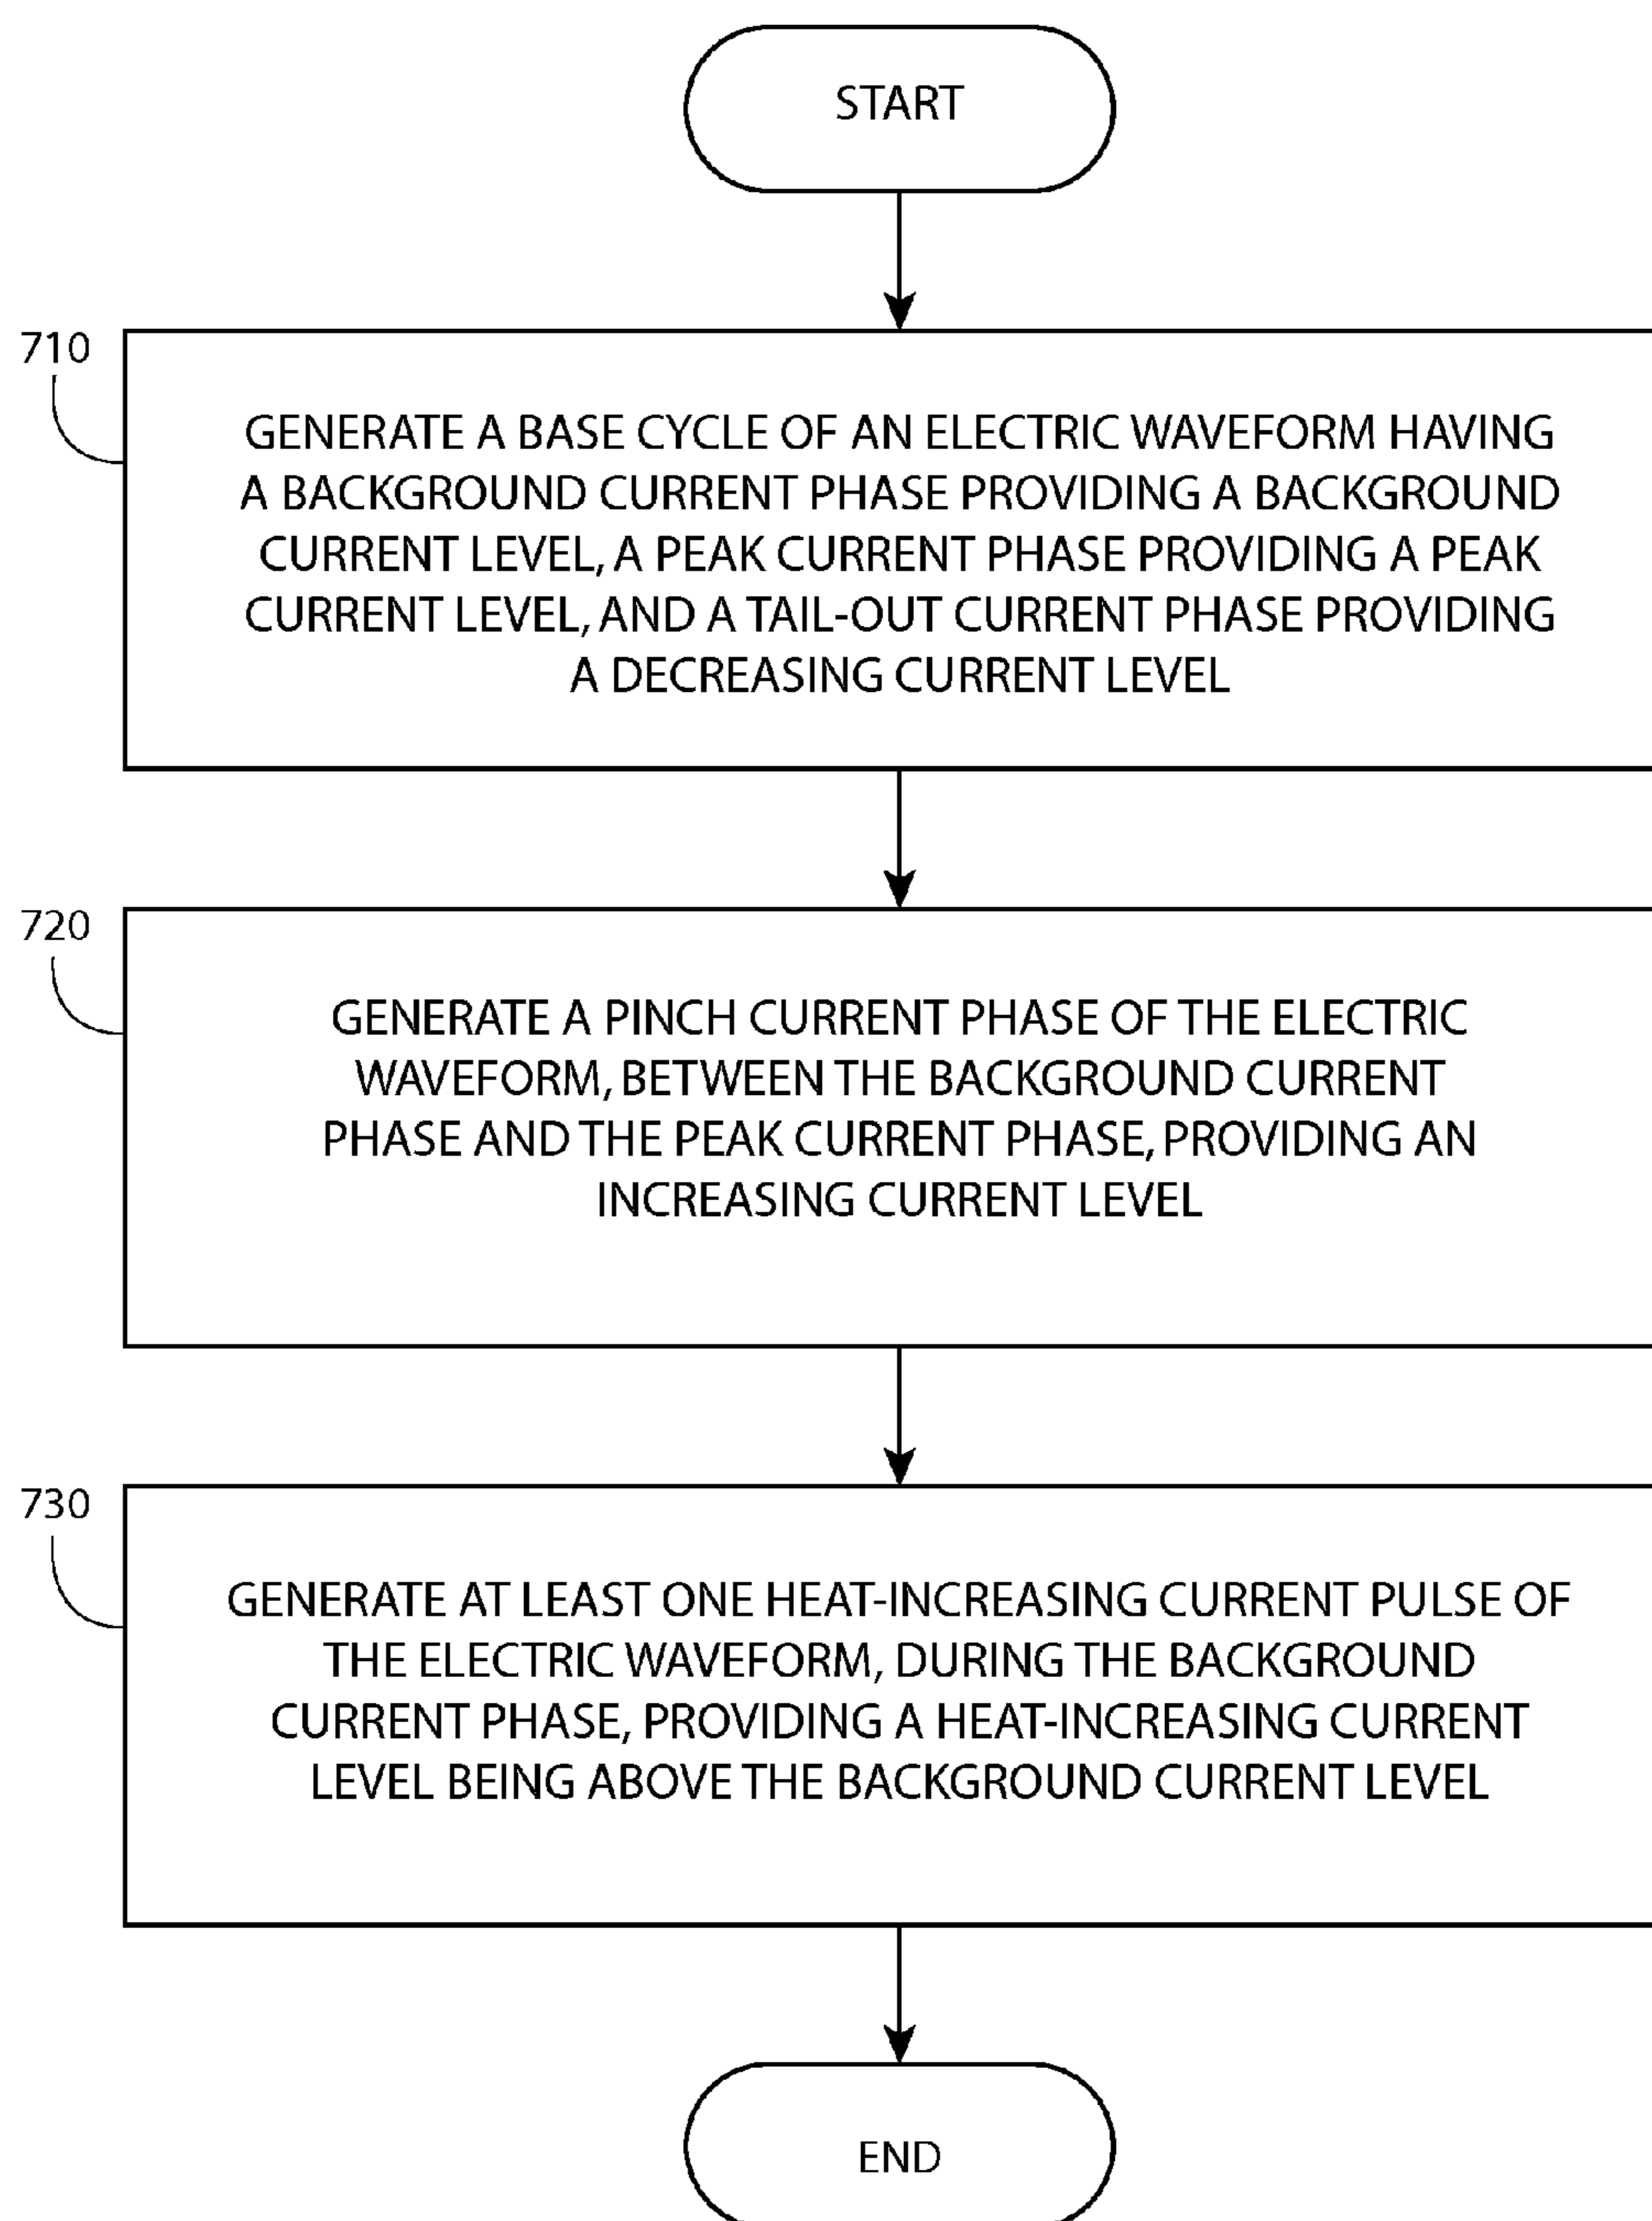 START
710
GENERATE A BASE CYCLE OF AN ELECTRIC WAVEFORM HAVING
A BACKGROUND CURRENT PHASE PROVIDING A BACKGROUND
CURRENT LEVEL, A PEAK CURRENT PHASE PROVIDING A PEAK
CURRENT LEVEL, AND A TAIL-OUT CURRENT PHASE PROVIDING
A DECREASING CURRENT LEVEL
720
GENERATE A PINCH CURRENT PHASE OF THE ELECTRIC
WAVEFORM, BETWEEN THE BACKGROUND CURRENT
PHASE AND THE PEAK CURRENT PHASE, PROVIDING AN
INCREASING CURRENT LEVEL
730
GENERATE AT LEAST ONE HEAT-INCREASING CURRENT PULSE OF
THE ELECTRIC WAVEFORM, DURING THE BACKGROUND
CURRENT PHASE, PROVIDING A HEAT-INCREASING CURRENT
LEVEL BEING ABOVE THE BACKGROUND CURRENT LEVEL
END